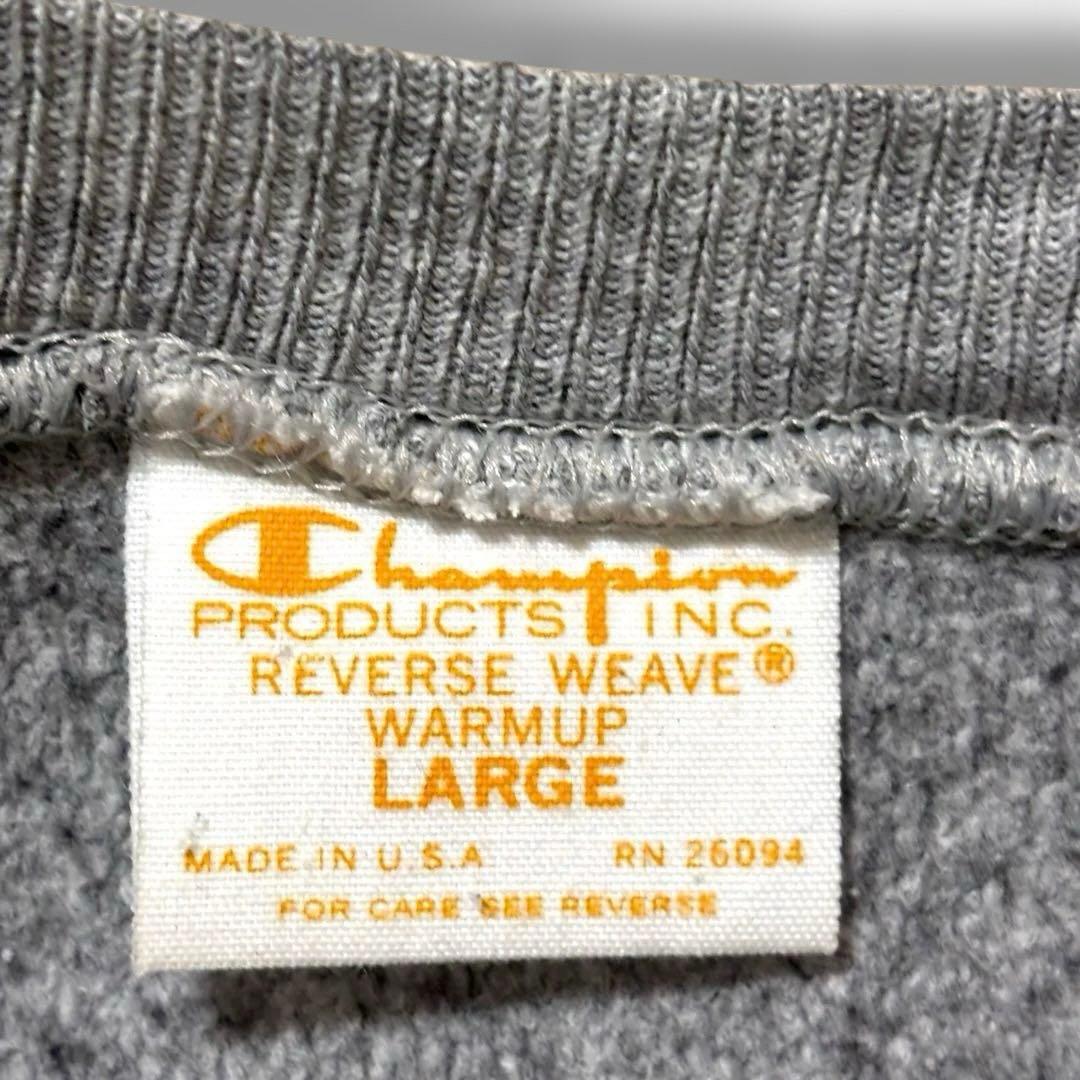 Champion
PRODUCTS INC.
REVERSE WEAVE ®
WARMUP
LARGE
MADE IN U.S.A RN 26094
FOR CARE SEE REVERSE